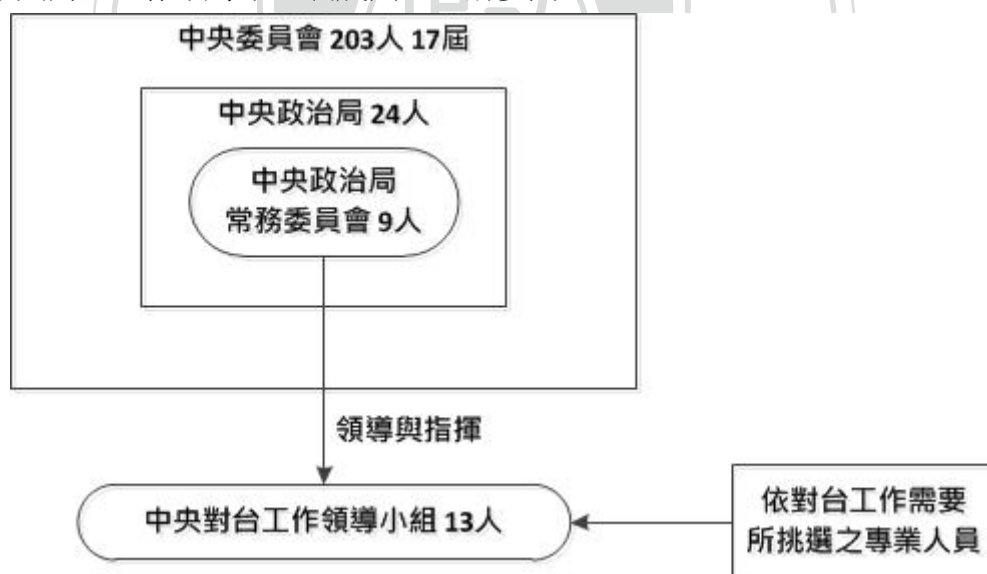 中央委員會 203人 17屆
中央政治局 24人
中央政治局
常務委員會 9人
領導與指揮
中央對台工作領導小組 13人
依對台工作需要
所挑選之專業人員